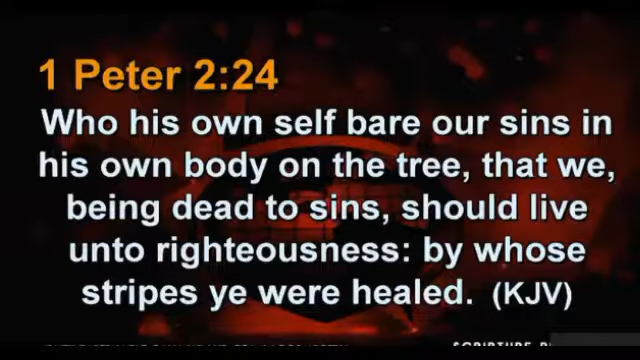 1 Peter 2:24
Who his own self bare our sins in
his own body on the tree, that we,
being dead to sins, should live
unto righteousness: by whose
stripes ye were healed. (KJV)
SCRIPTURE